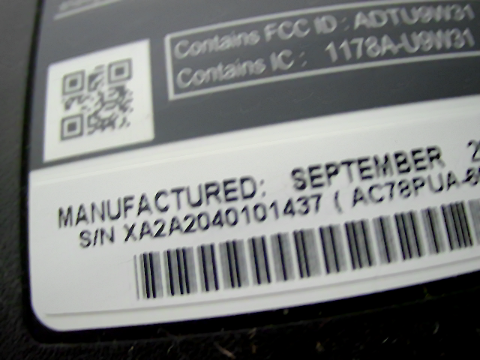 Contains FCC ID : ADTU9W31
Contains IC : 1178A-U9W31
MANUFACTURED: SEPTEMBER
S/N XA2A2040101437 ( AC78PUA-